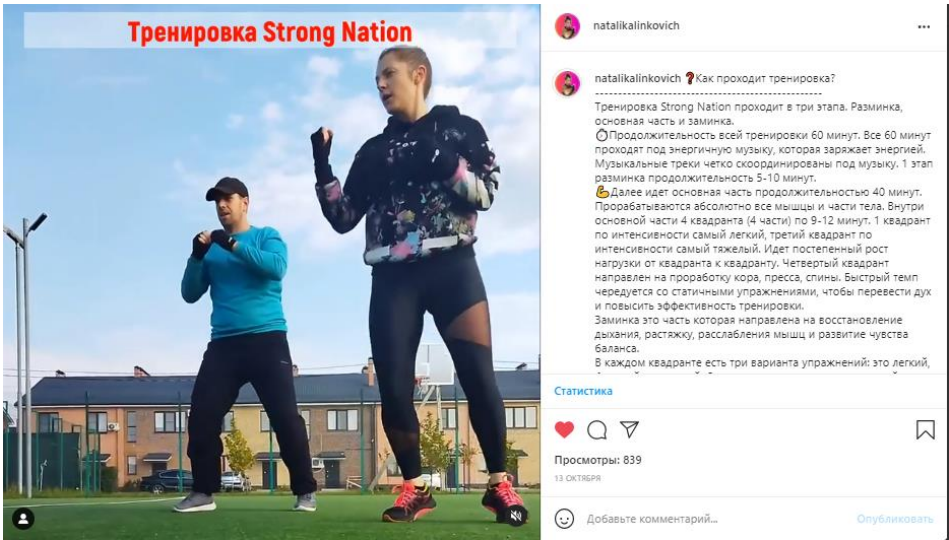 Тренировка Strong Nation
natalikalinkovich
natalikalinkovich ❓Как проходит тренировка?
--------------------------------------------------
Тренировка Strong Nation проходит в три этапа. Разминка,
основная часть и заминка.
⏱Продолжительность всей тренировки 60 минут. Все 60 минут
проходят под энергичную музыку, которая заряжает энергией.
Музыкальные треки четко скоординированы под музыку. 1 этап
разминка продолжительность 5-10 минут.
💪Далее идет основная часть продолжительностью 40 минут.
Прорабатываются абсолютно все мышцы и части тела. Внутри
основной части 4 квадранта (4 части) по 9-12 минут. 1 квадрант
по интенсивности самый легкий, третий квадрант по
интенсивности самый тяжелый. Идет постепенный рост
нагрузки от квадранта к квадранту. Четвертый квадрант
направлен на проработку кора, пресса, спины. Быстрый темп
чередуется со статичными упражнениями, чтобы перевести дух
и повысить эффективность тренировки.
Заминка это часть которая направлена на восстановление
дыхания, растяжку, расслабления мышц и развитие чувства
баланса.
В каждом квадранте есть три варианта упражнений: это легкий,
Статистика
Просмотры: 839
13 ОКТЯБРЯ
Добавьте комментарий...
Опубликовать